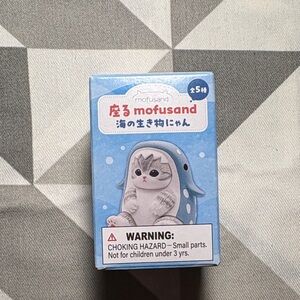 mofusand
全5種
座る mofusand
海の生き物にゃん
WARNING:
CHOKING HAZARD – Small parts.
Not for children under 3 yrs.